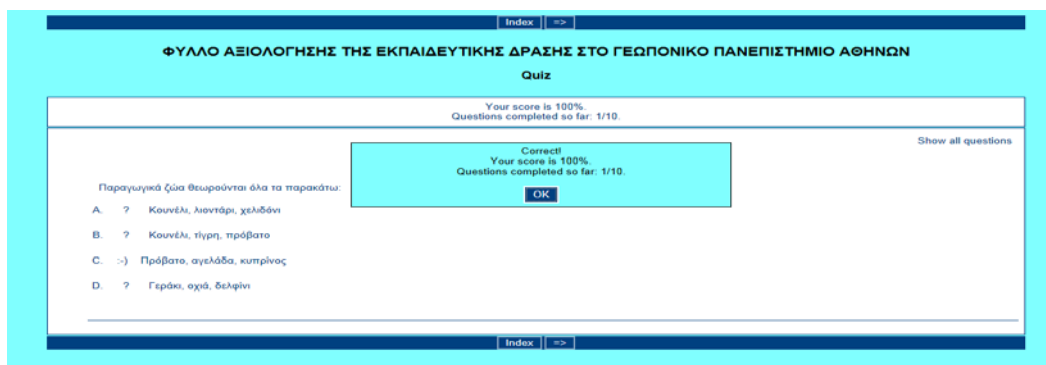 Index =>
ΦΥΛΛΟ ΑΞΙΟΛΟΓΗΣΗΣ ΤΗΣ ΕΚΠΑΙΔΕΥΤΙΚΗΣ ΔΡΑΣΗΣ ΣΤΟ ΓΕΩΠΟΝΙΚΟ ΠΑΝΕΠΙΣΤΗΜΙΟ ΑΘΗΝΩΝ
Quiz
Your score is 100%.
Questions completed so far: 1/10.
Show all questions
Correct!
Your score is 100%.
Questions completed so far: 1/10.
OK
Παραγωγικά ζώα θεωρούνται όλα τα παρακάτω:
A. ? Κουνέλι, λιοντάρι, χελιδόνι
B. ? Κουνέλι, τίγρη, πρόβατο
C. :-) Πρόβατο, αγελάδα, κυπρίνος
D. ? Γεράκι, οχιά, δελφίνι
Index =>